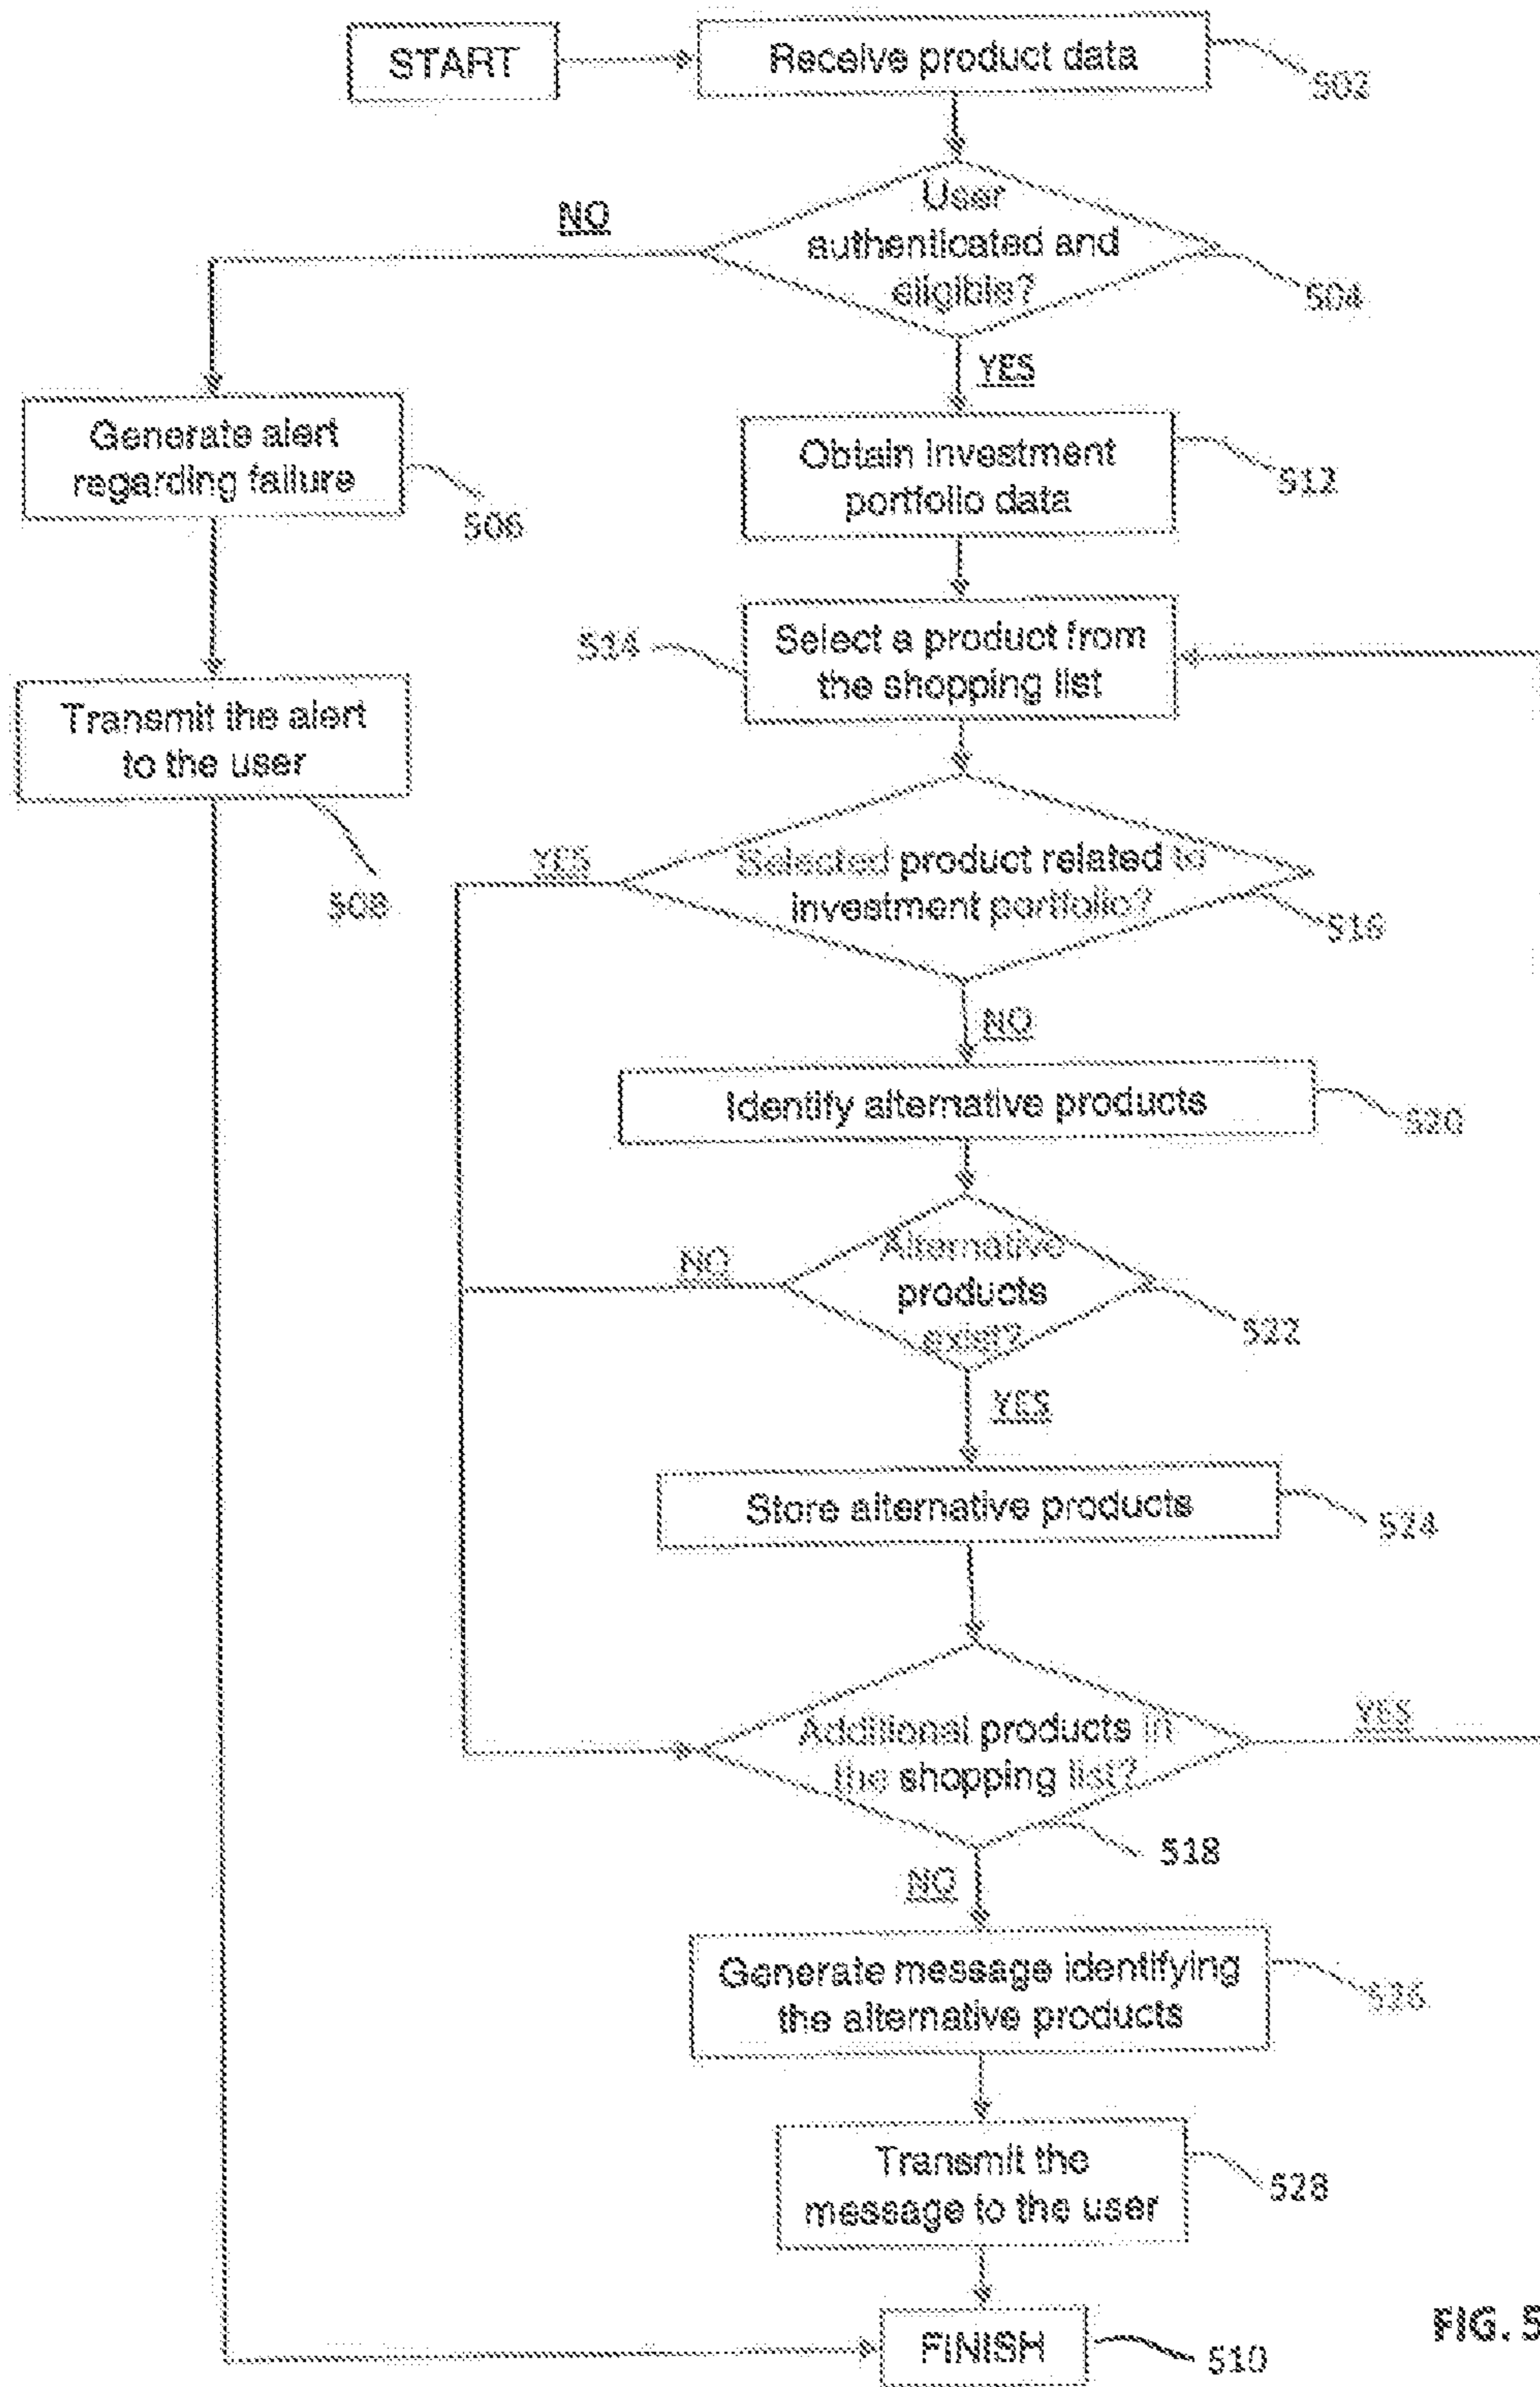 START
Receive product data
502
User
authenticated and
eligible?
504
NO
YES
Generate alert
regarding failure
506
Obtain investment
portfolio data
512
Transmit the alert
to the user
508
514
Select a product from
the shopping list
Selected product related to
investment portfolio?
516
YES
NO
Identify alternative products
520
Alternative
products
exist?
522
NO
YES
Store alternative products
524
Additional products in
the shopping list?
518
YES
NO
Generate message identifying
the alternative products
526
Transmit the
message to the user
528
FINISH
510
FIG. 5